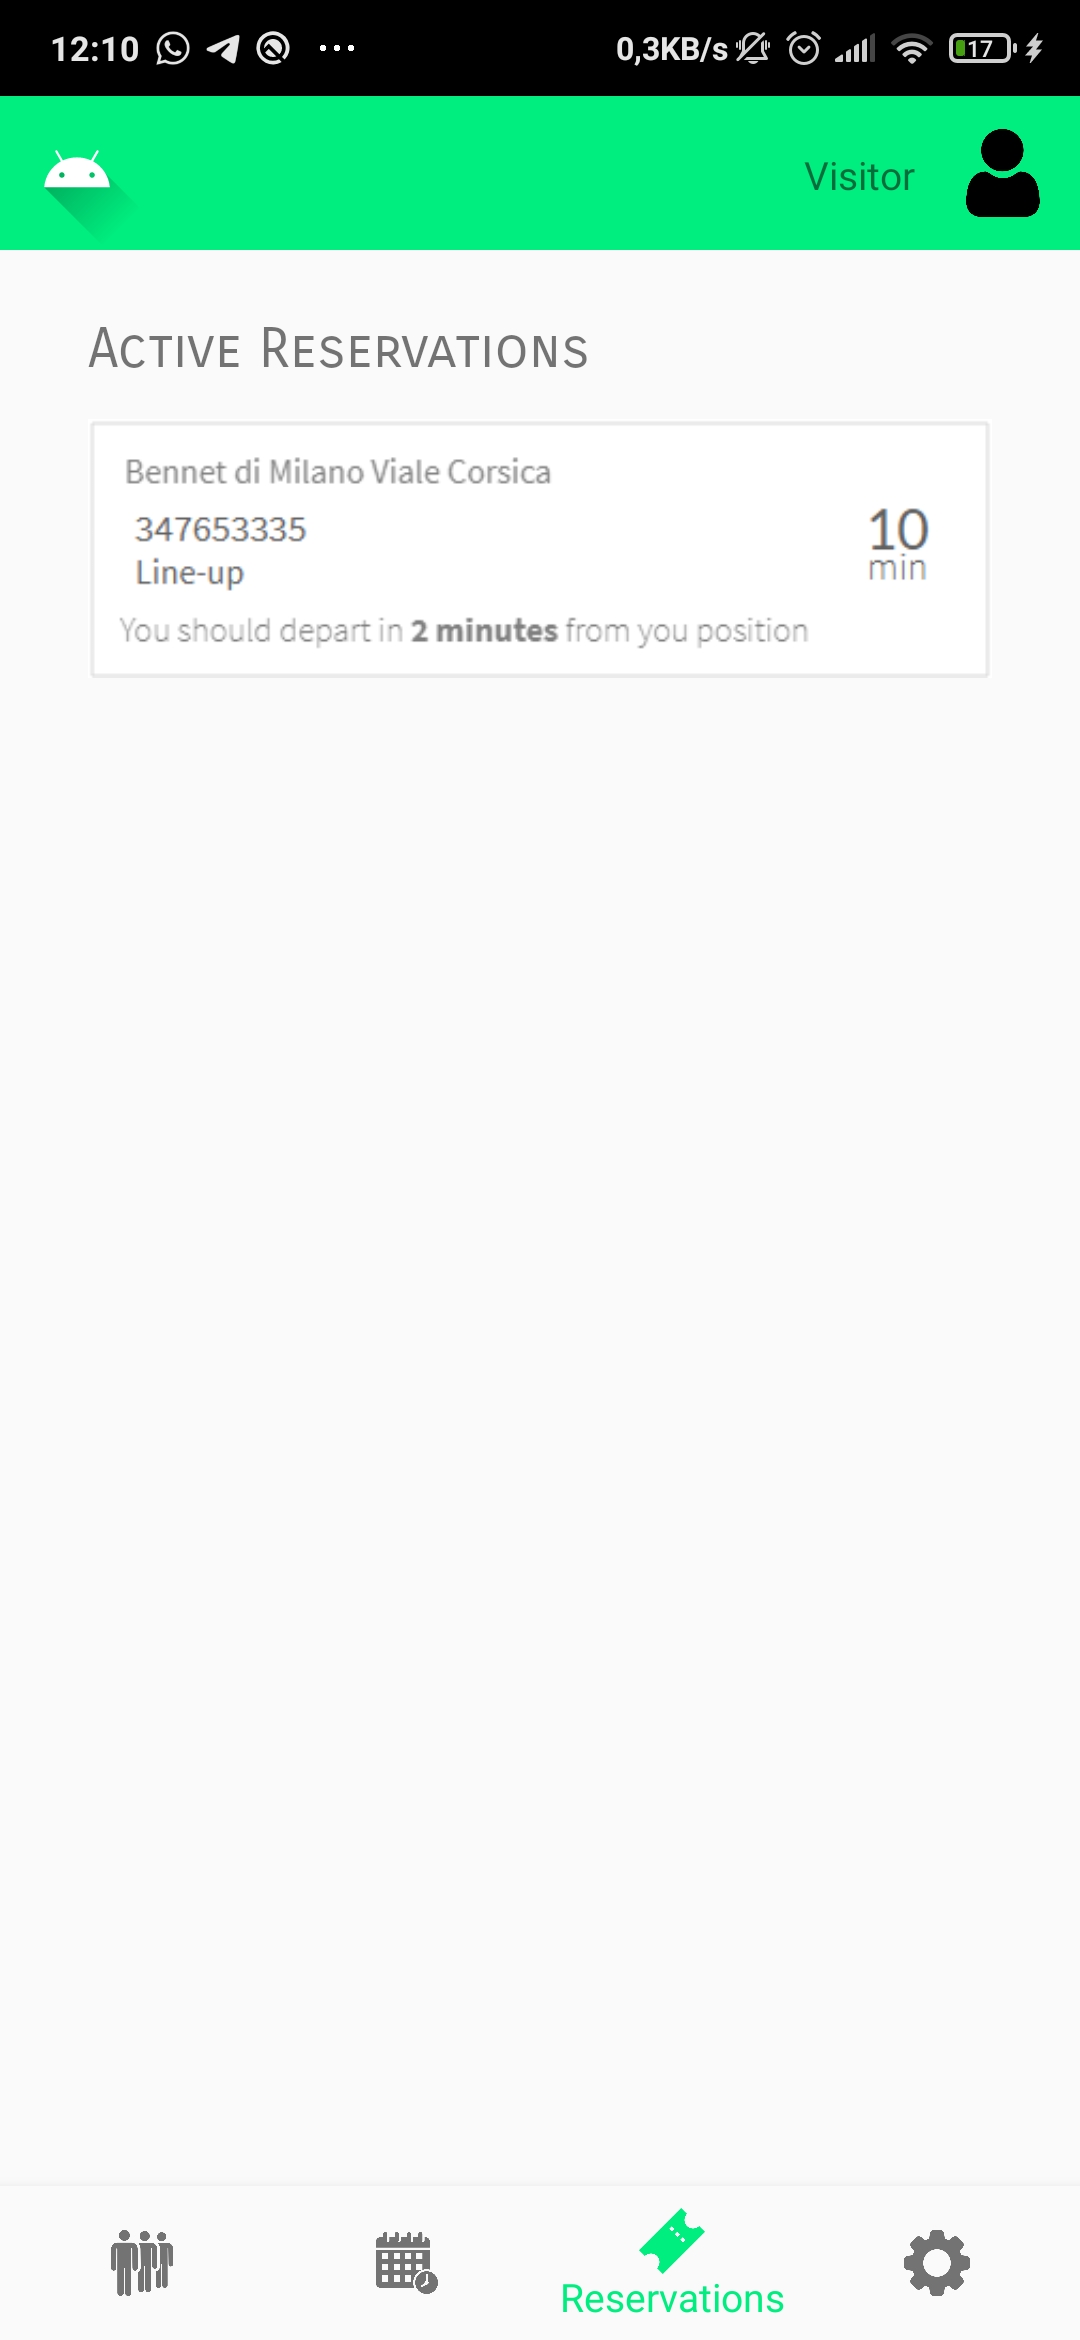 12:10 ... 0,3KB/s 17
Visitor
Active Reservations
Bennet di Milano Viale Corsica
347653335
10
Line-up
min
You should depart in 2 minutes from you position
Reservations